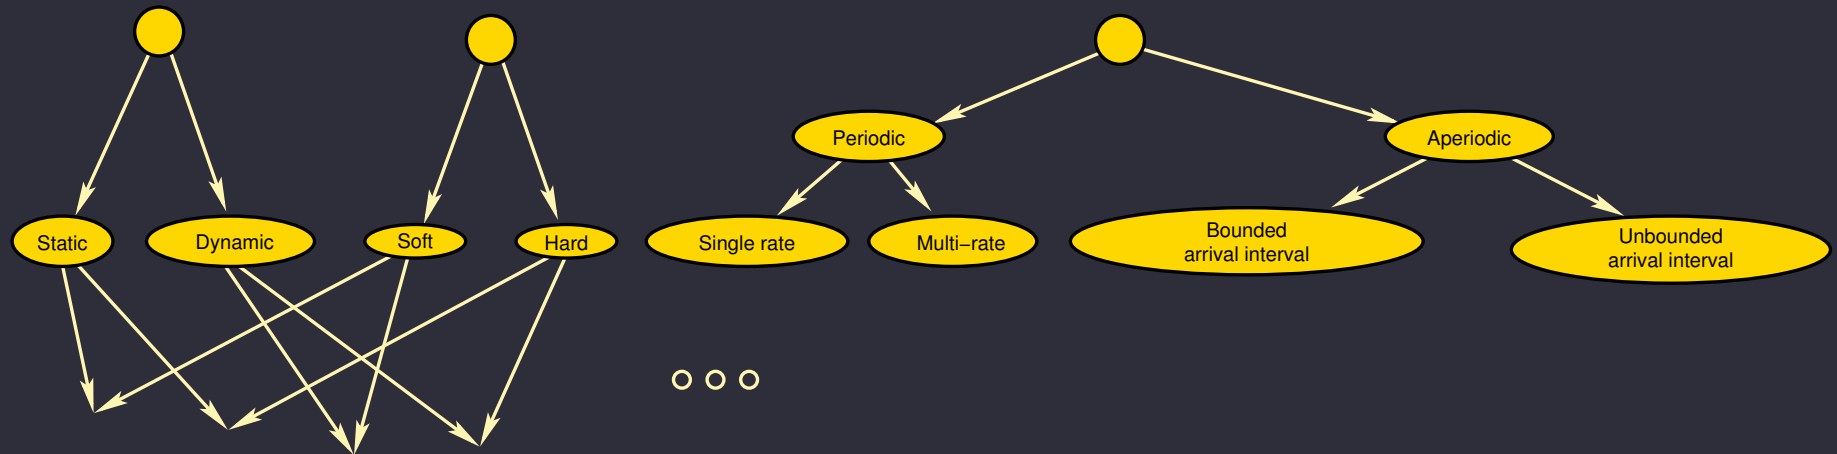 Periodic
Aperiodic
Static
Dynamic
Soft
Hard
Single rate
Multi−rate
Bounded
arrival interval
Unbounded
arrival interval